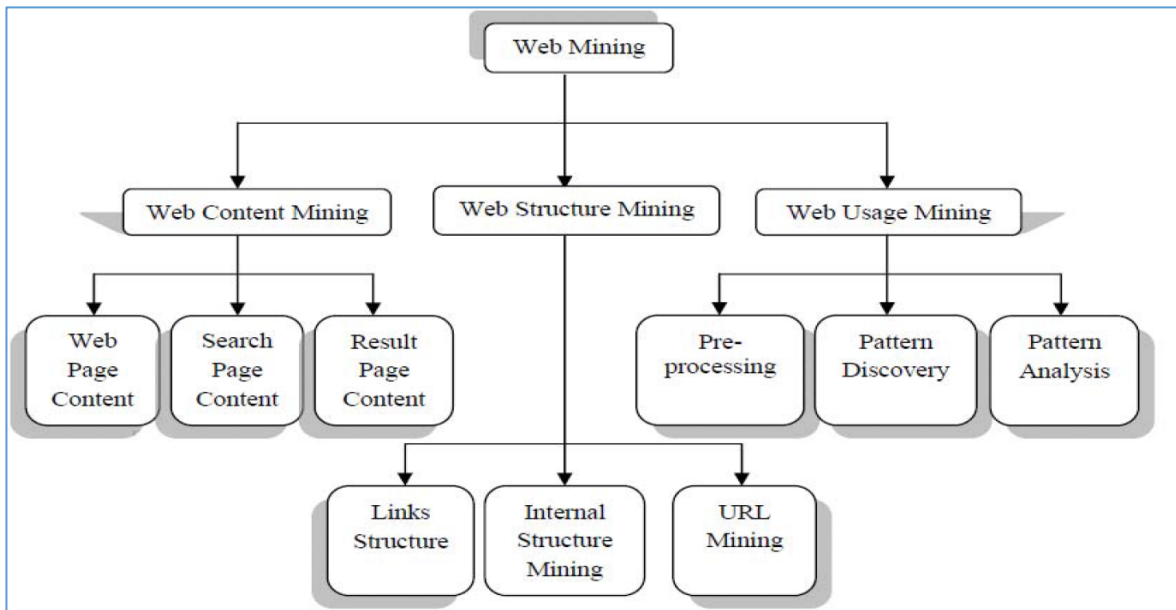 Web Mining
Web Content Mining
Web Structure Mining
Web Usage Mining
Web
Page
Content
Search
Page
Content
Result
Page
Content
Pre-
processing
Pattern
Discovery
Pattern
Analysis
Links
Structure
Internal
Structure
Mining
URL
Mining